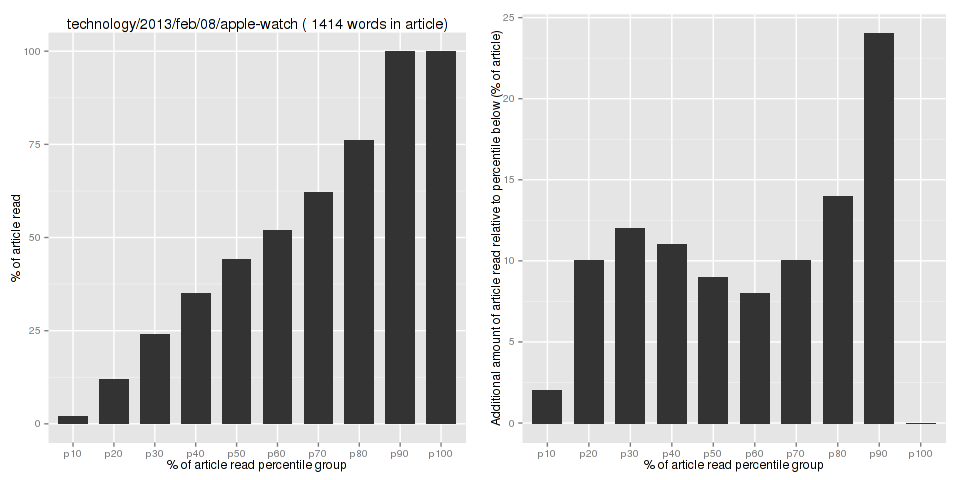 technology/2013/feb/08/apple-watch ( 1414 words in article)
% of article read
100
75
50
25
0
p10 p20 p30 p40 p50 p60 p70 p80 p90 p100
% of article read percentile group
Additional amount of article read relative to percentile below (% of article)
25
20
15
10
5
0
p10 p20 p30 p40 p50 p60 p70 p80 p90 p100
% of article read percentile group